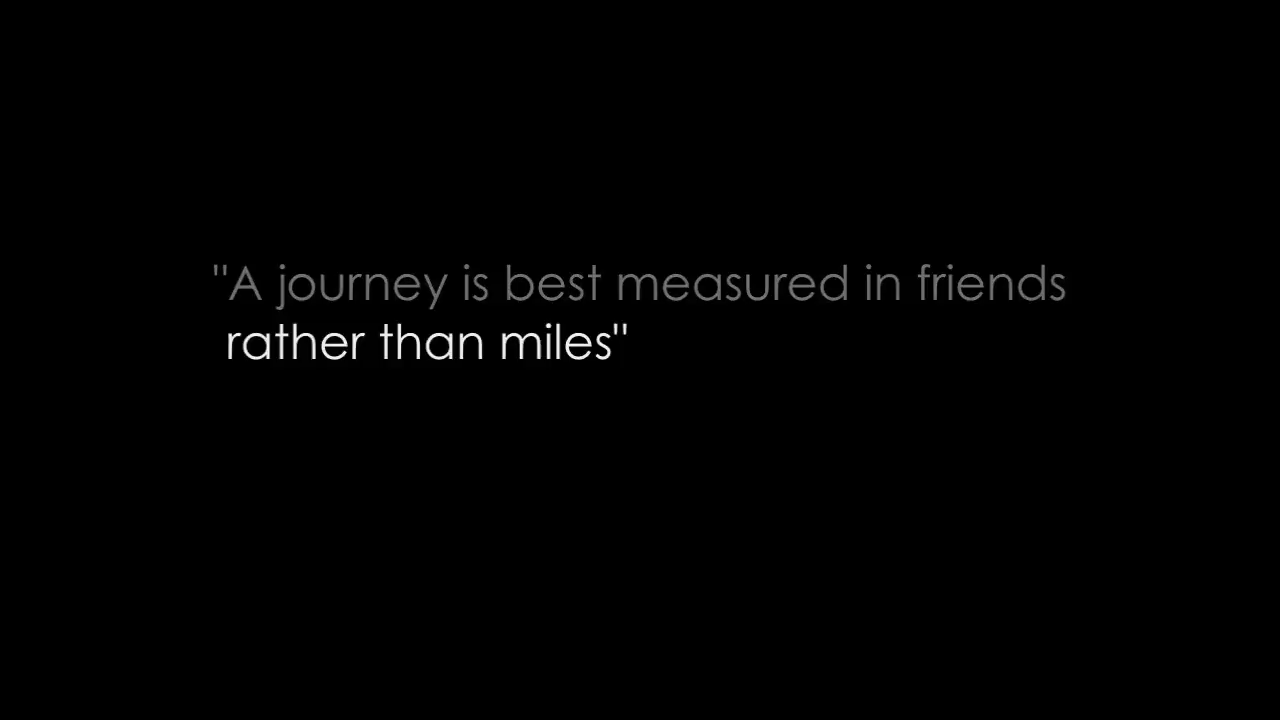 "A journey is best measured in friends
rather than miles"